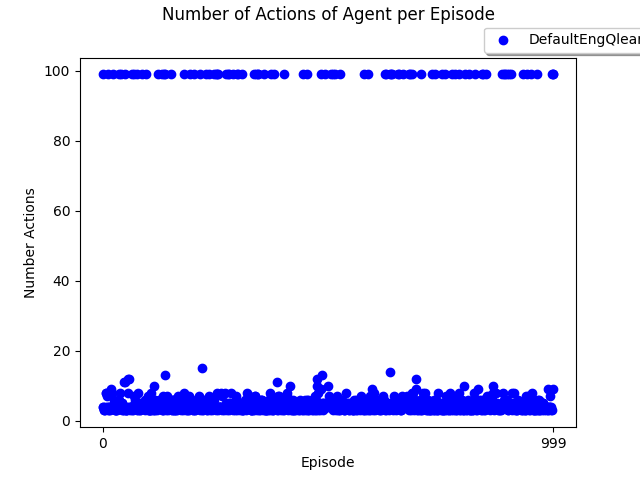 Number of Actions of Agent per Episode
DefaultEngQlear
100
80
60
40
20
0
Number Actions
0
999
Episode